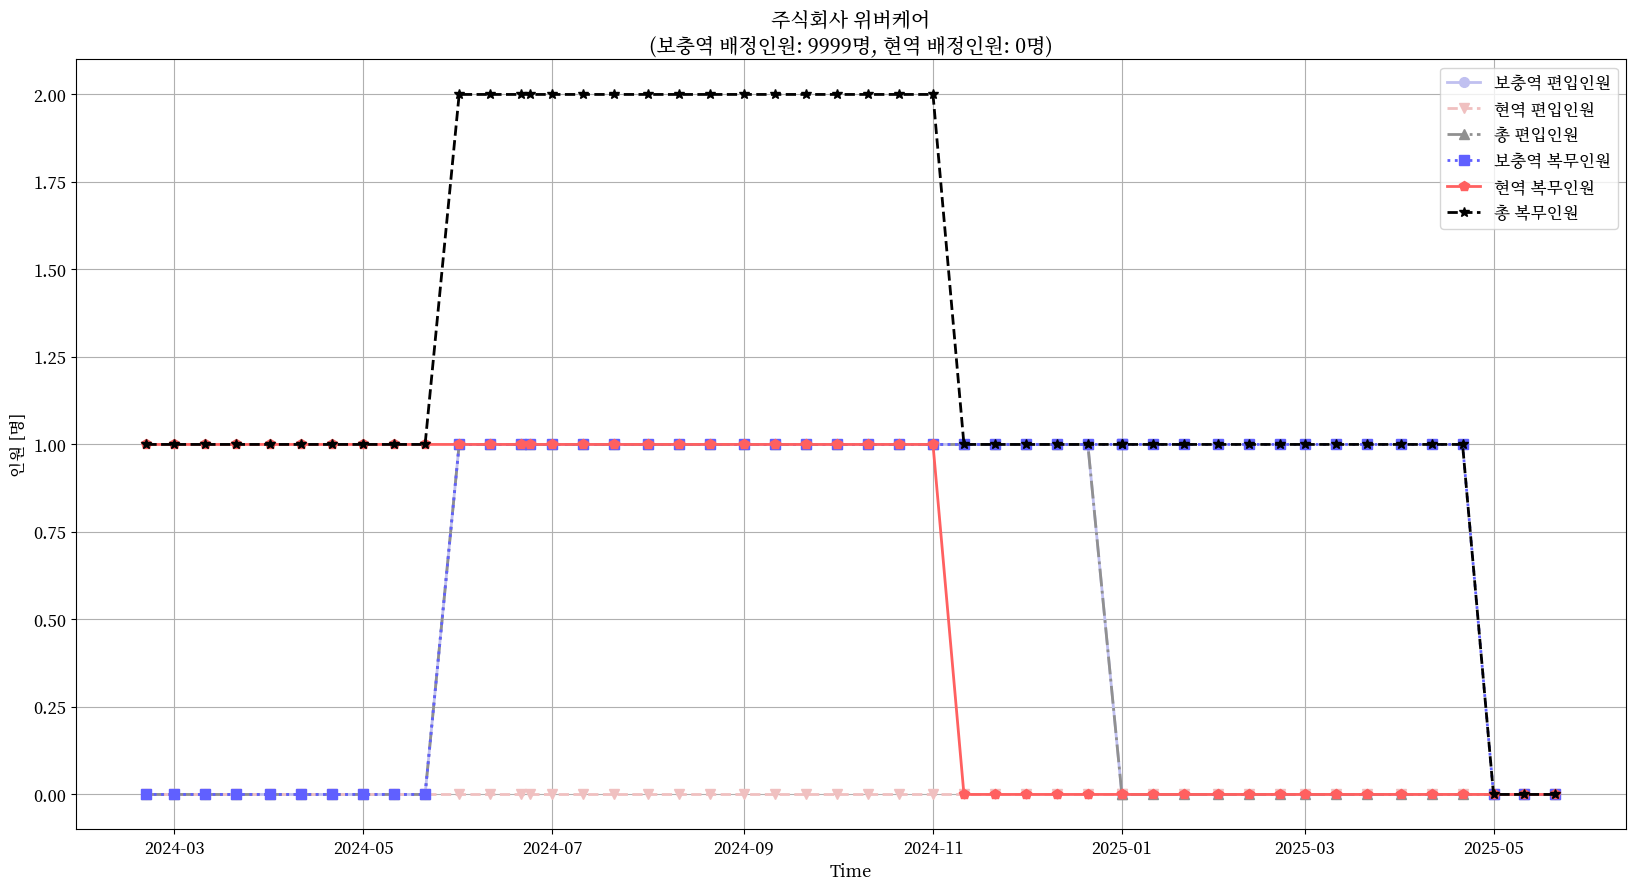 주식회사 위버케어
(보충역 배정인원: 9999명, 현역 배정인원: 0명)
보충역 편입인원
현역 편입인원
총 편입인원
보충역 복무인원
현역 복무인원
총 복무인원
인원 [명]
2.00
1.75
1.50
1.25
1.00
0.75
0.50
0.25
0.00
2024-03
2024-05
2024-07
2024-09
2024-11
2025-01
2025-03
2025-05
Time